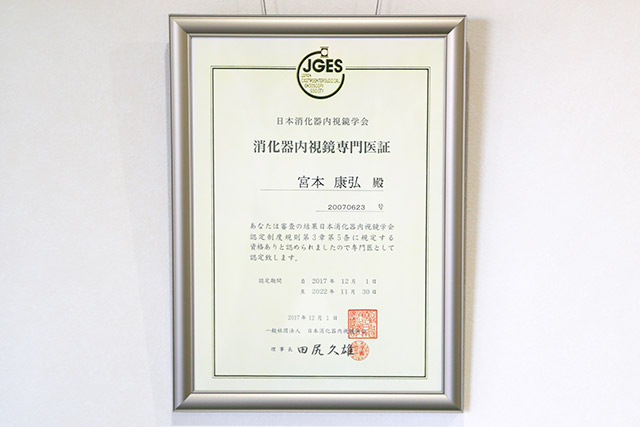 JGES
JAPAN
GASTROENTEROLOGICAL
ENDOSCOPY
SOCIETY
日本消化器内視鏡学会
消化器内視鏡専門医証
宮本 康弘 殿
20070623 号
あなたは審査の結果日本消化器内視鏡学会
認定制度規則第3章第5条に規定する
資格ありと認められましたので専門医として
認定致します。
認定期間 自 2017年 12月 1日
至 2022年 11月 30日
2017年12月1日
一般社団法人 日本消化器内視鏡学会
理事長 田尻久雄